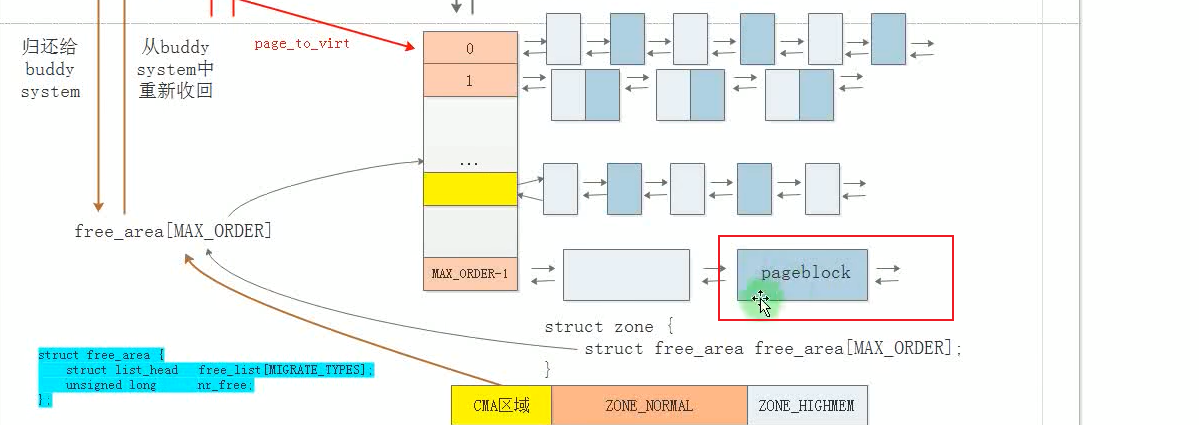 归还给
buddy
system
从buddy
system中
重新收回
page_to_virt
0
1
...
free_area[MAX_ORDER]
MAX_ORDER-1
pageblock
struct zone {
struct free_area free_area[MAX_ORDER];
}
struct free_area {
struct list_head free_list[MIGRATE_TYPES];
unsigned long nr_free;
};
CMA区域
ZONE_NORMAL
ZONE_HIGHMEM